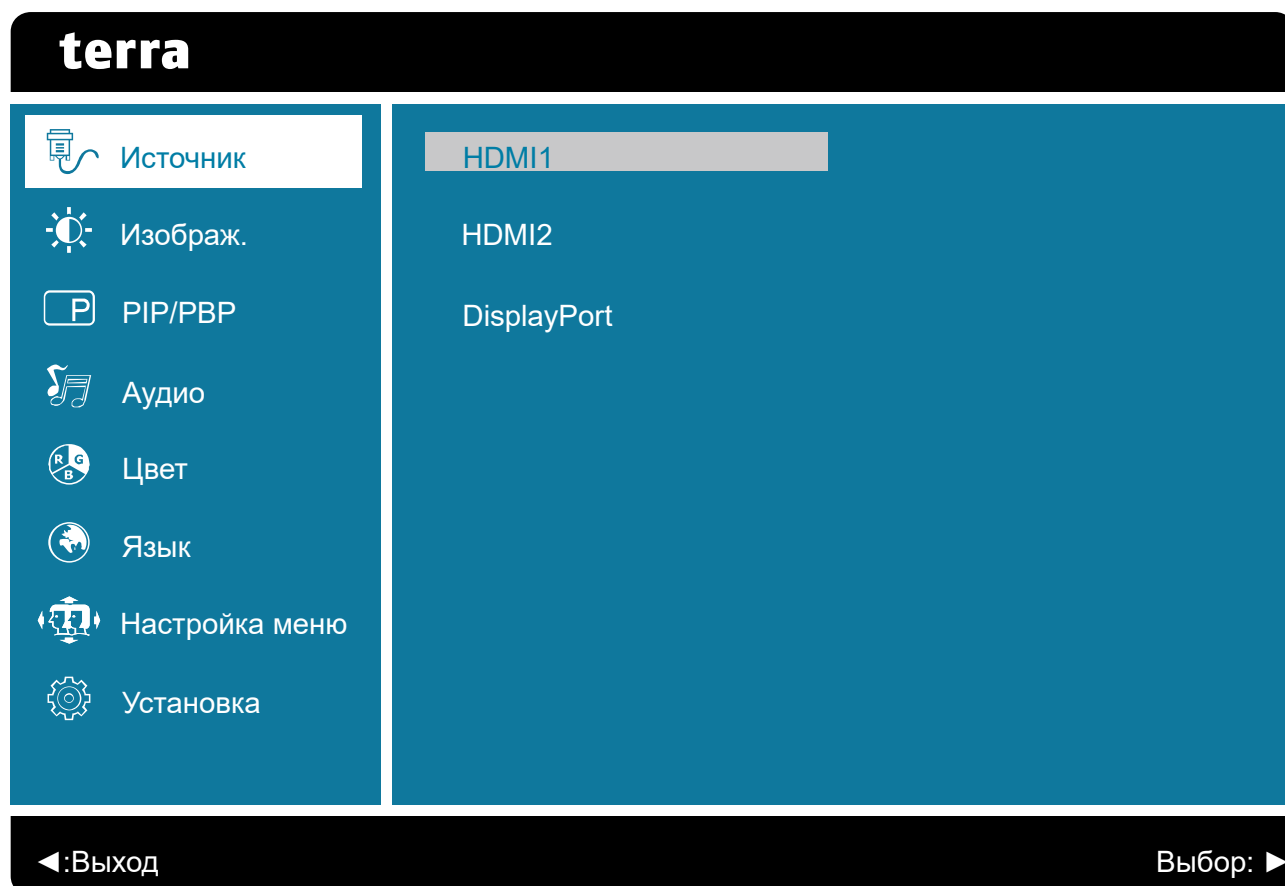 terra
Источник
HDMI1
Изображ.
HDMI2
P
PIP/PBP
DisplayPort
Аудио
R G
B
Цвет
Язык
Настройка меню
Установка
◄:Выход
Выбор: ►